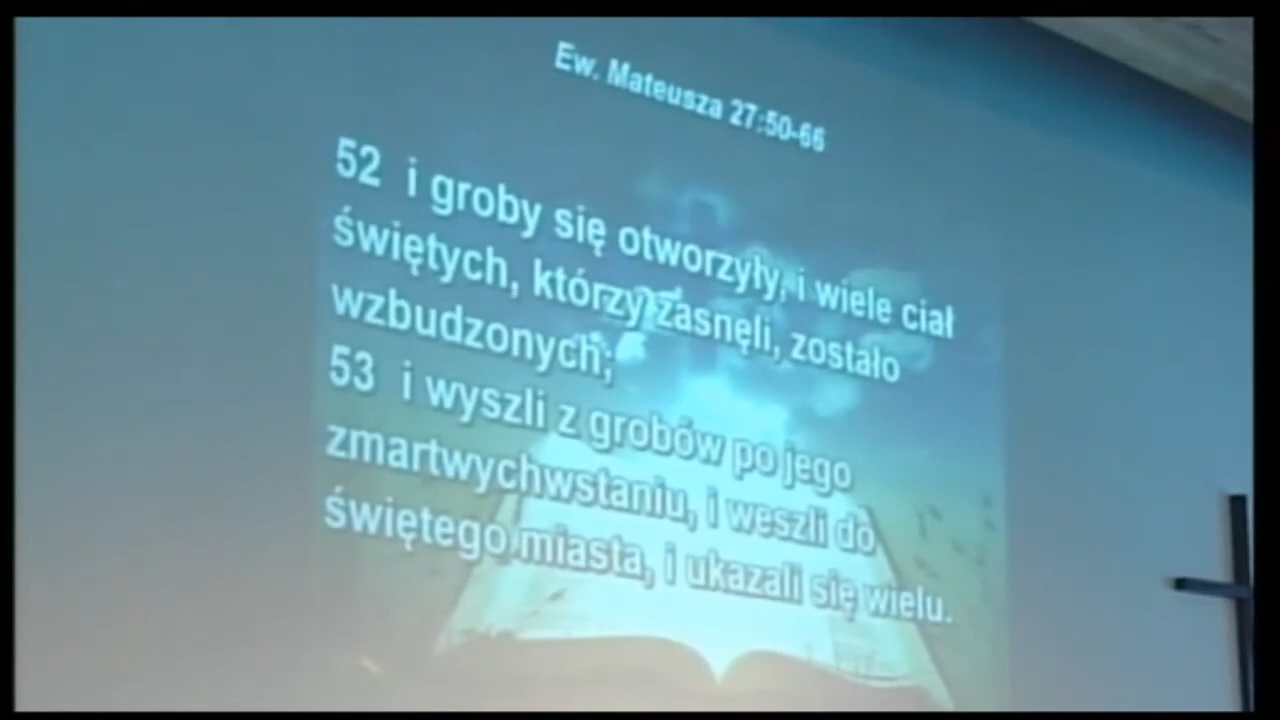 Ew. Mateusza 27:50-66
52 i groby się otworzyły, i wiele ciał
świętych, którzy zasnęli, zostało
wzbudzonych;
53 i wyszli z grobów po jego
zmartwychwstaniu, i weszli do
świętego miasta, i ukazali się wielu.